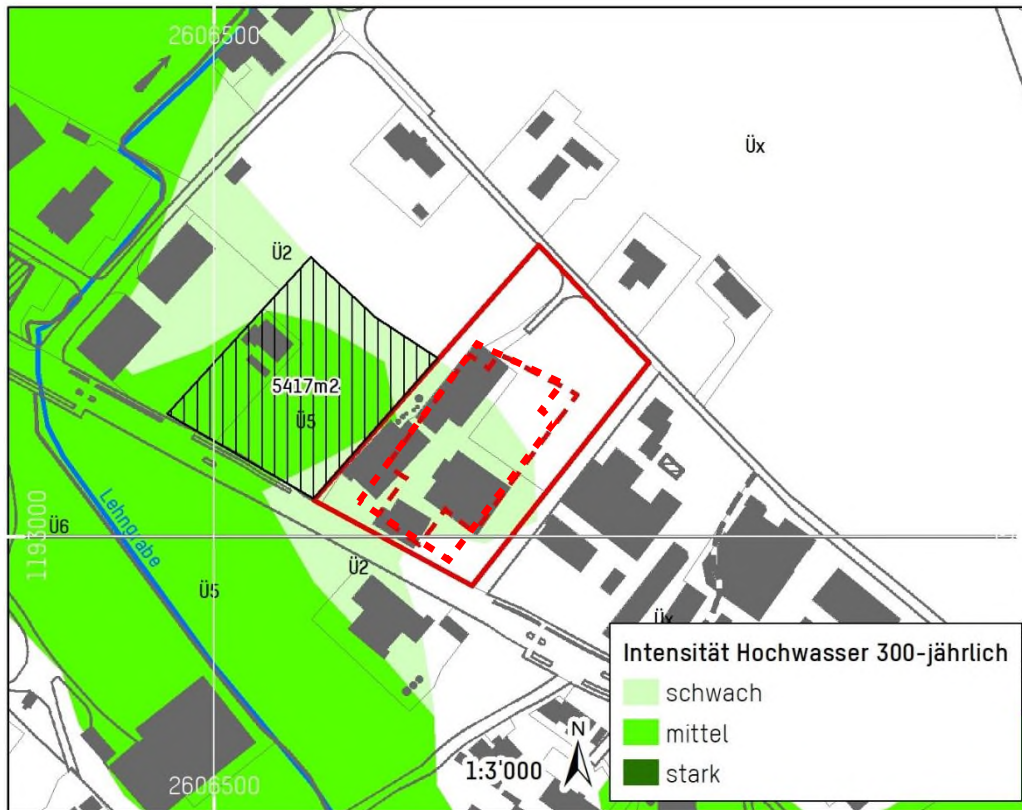 2606500
Üx
Ü2
5417m2
Ü5
1193000
Ü6
Lehngrabe
Ü5
Ü2
Üx
Intensität Hochwasser 300-jährlich
schwach
mittel
stark
N
1:3'000
2606500